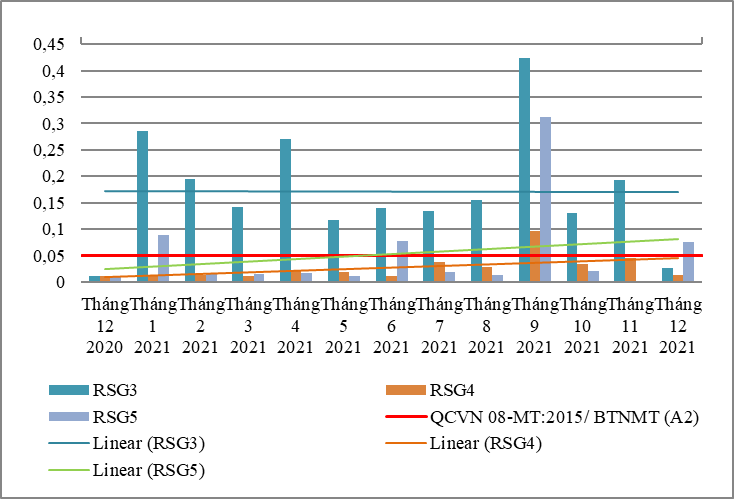 0,45
0,4
0,35
0,3
0,25
0,2
0,15
0,1
0,05
0
Tháng Tháng Tháng Tháng Tháng Tháng Tháng Tháng Tháng Tháng Tháng Tháng Tháng
12 1 2 3 4 5 6 7 8 9 10 11 12
2020 2021 2021 2021 2021 2021 2021 2021 2021 2021 2021 2021 2021
RSG3 RSG4
RSG5 QCVN 08-MT:2015/ BTNMT (A2)
Linear (RSG3) Linear (RSG4)
Linear (RSG5)